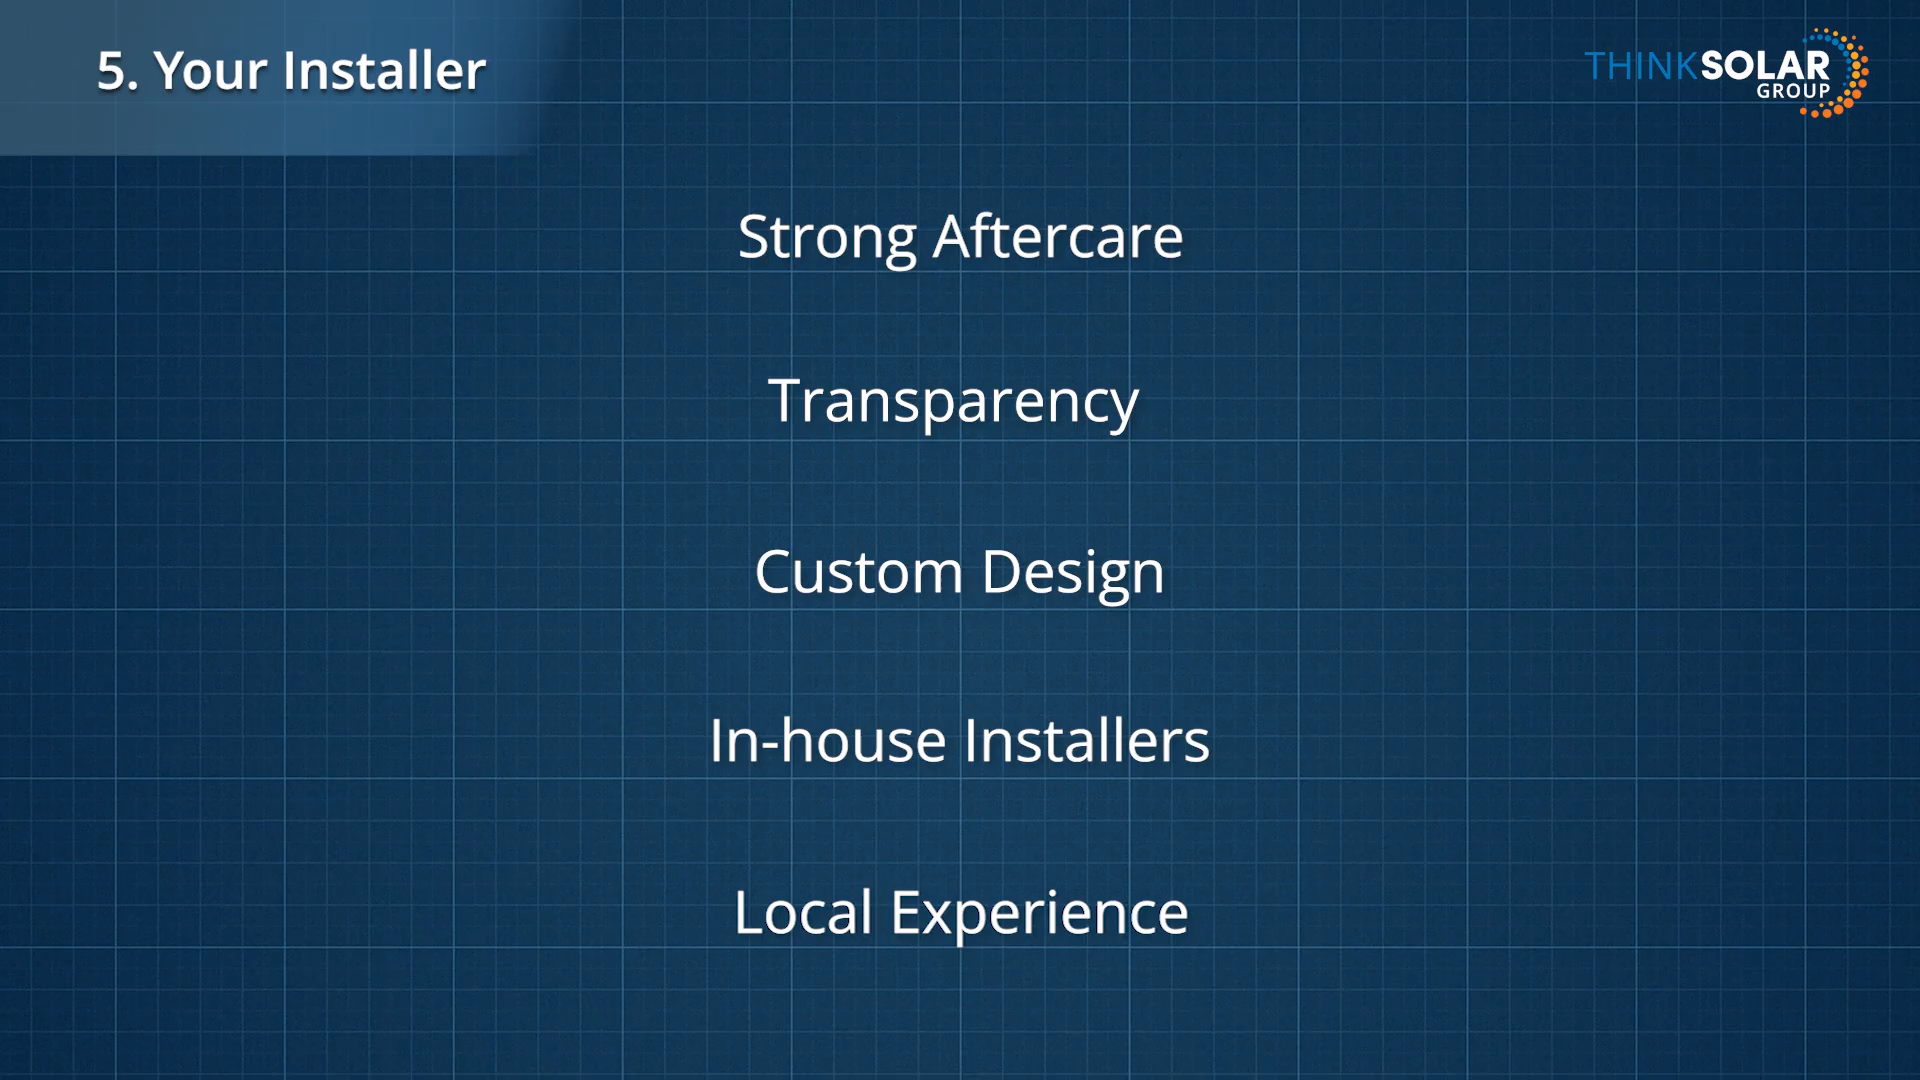 5. Your Installer
THINKSOLAR
GROUP
Strong Aftercare
Transparency
Custom Design
In-house Installers
Local Experience